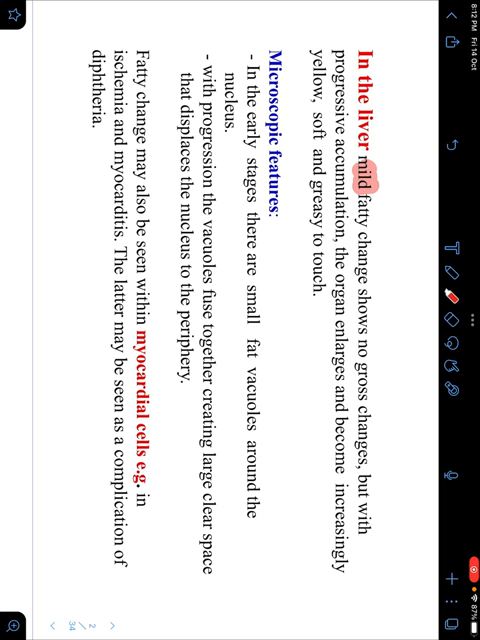 8:12 PM Fri 14 Oct
87%
In the liver mild fatty change shows no gross changes, but with
progressive accumulation, the organ enlarges and become increasingly
yellow, soft and greasy to touch.
Microscopic features:
- In the early stages there are small fat vacuoles around the
nucleus.
- with progression the vacuoles fuse together creating large clear space
that displaces the nucleus to the periphery.
Fatty change may also be seen within myocardial cells e.g. in
ischemia and myocarditis. The latter may be seen as a complication of
diphtheria.
2 / 34